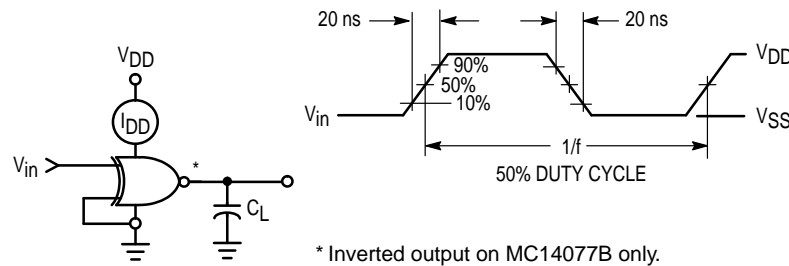 20 ns
20 ns
VDD
90%
50%
10%
VDD
VSS
Vin
IDD
Vin
*
1/f
50% DUTY CYCLE
CL
* Inverted output on MC14077B only.